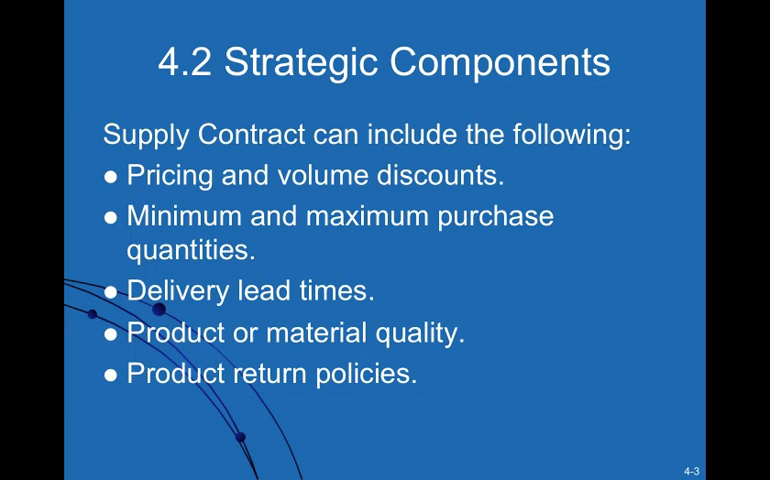 4.2 Strategic Components
Supply Contract can include the following:
● Pricing and volume discounts.
● Minimum and maximum purchase
quantities.
● Delivery lead times.
● Product or material quality.
● Product return policies.
4-3